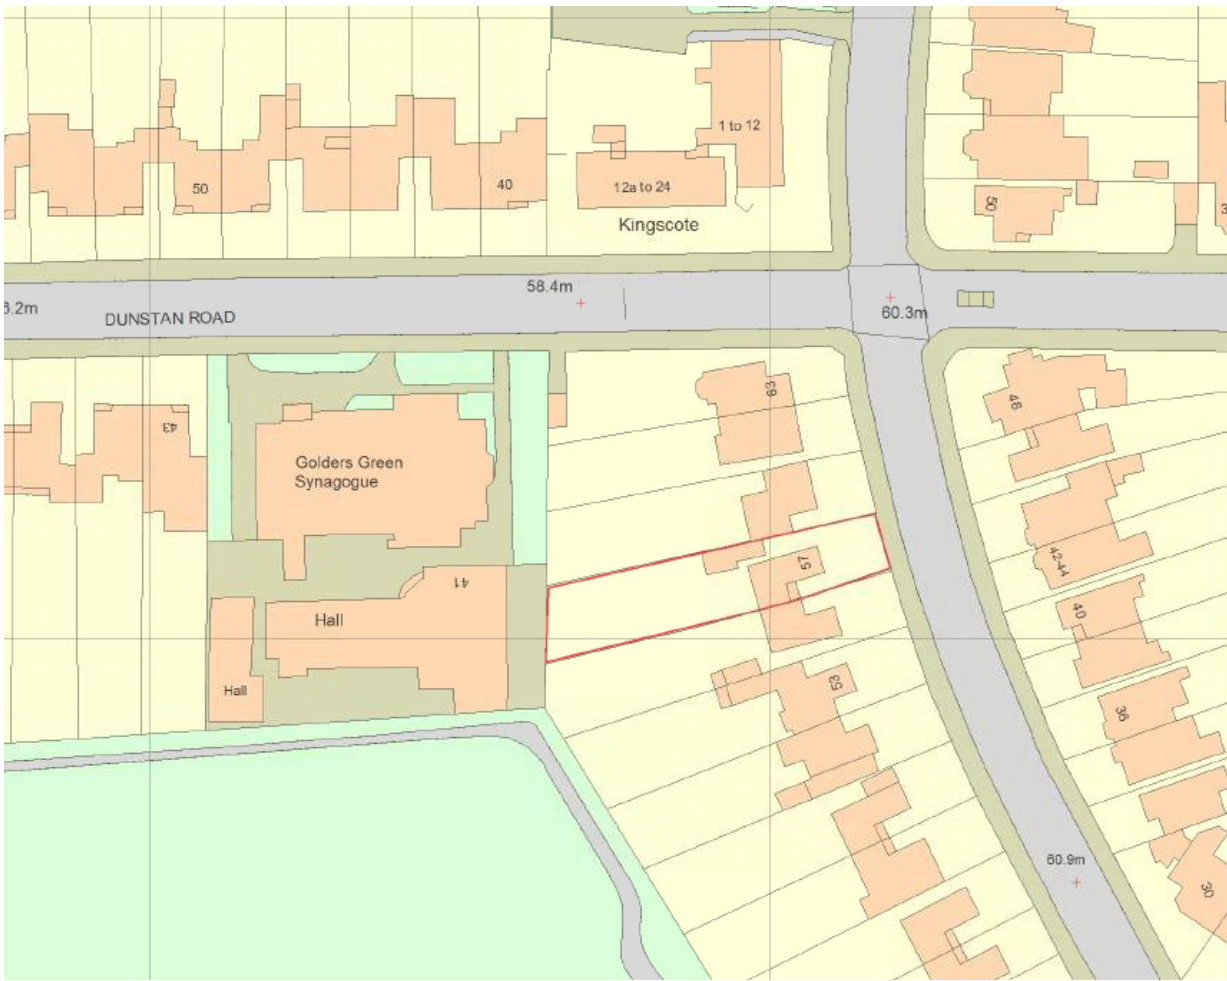 1 to 12
50
40
12a to 24
Kingscote
50
3
58.4m
6.2m
DUNSTAN ROAD
60.3m
63
48
43
Golders Green
Synagogue
57
42-44
41
Hall
40
Hall
53
36
60.9m
30